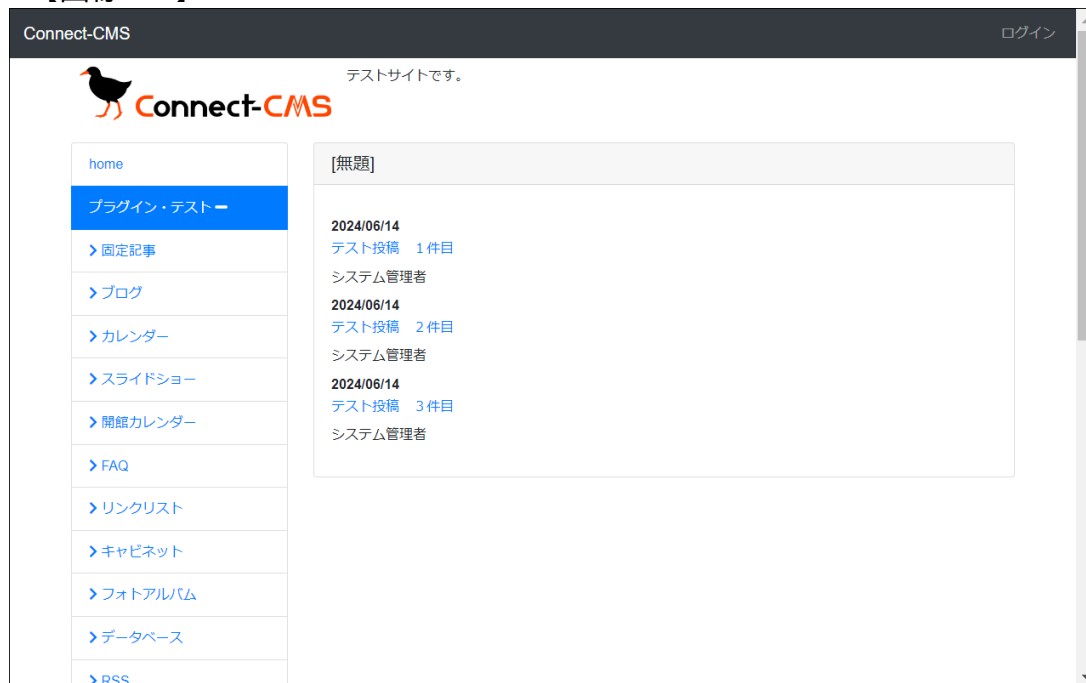 Connect-CMS
ログイン
Connect-CMS
テストサイトです。
home
プラグイン・テスト
固定記事
ブログ
カレンダー
スライドショー
開館カレンダー
FAQ
リンクリスト
キャビネット
フォトアルバム
データベース
RSS
[無題]
2024/06/14
テスト投稿　1件目
システム管理者
2024/06/14
テスト投稿　2件目
システム管理者
2024/06/14
テスト投稿　3件目
システム管理者